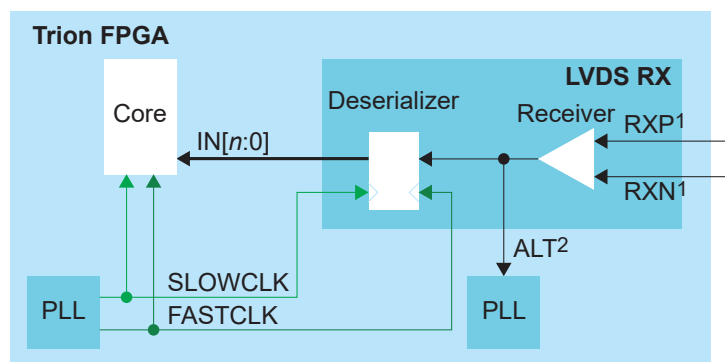 Trion FPGA
LVDS RX
Core
Deserializer
Receiver
RXP¹
IN[n:0]
RXN¹
ALT²
SLOWCLK
PLL
FASTCLK
PLL